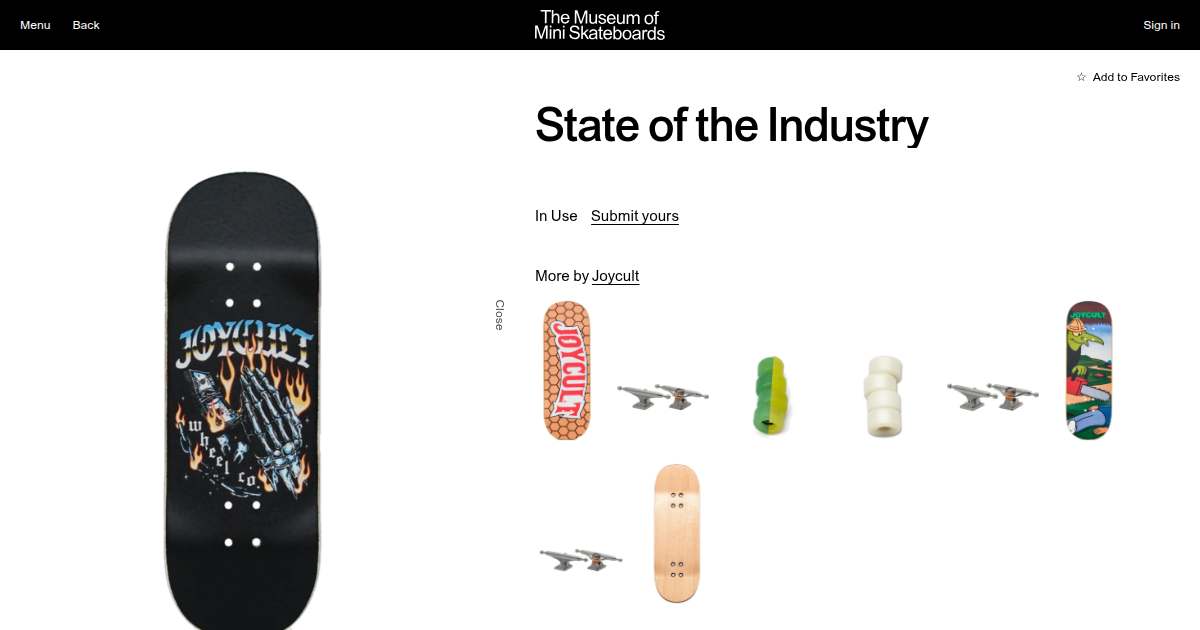 Menu
Back
The Museum of
Mini Skateboards
Sign in
☆ Add to Favorites
State of the Industry
In Use
Submit yours
More by Joycult
Close
JOYCULT
wheel co.
JOYCULT
JOYCULT